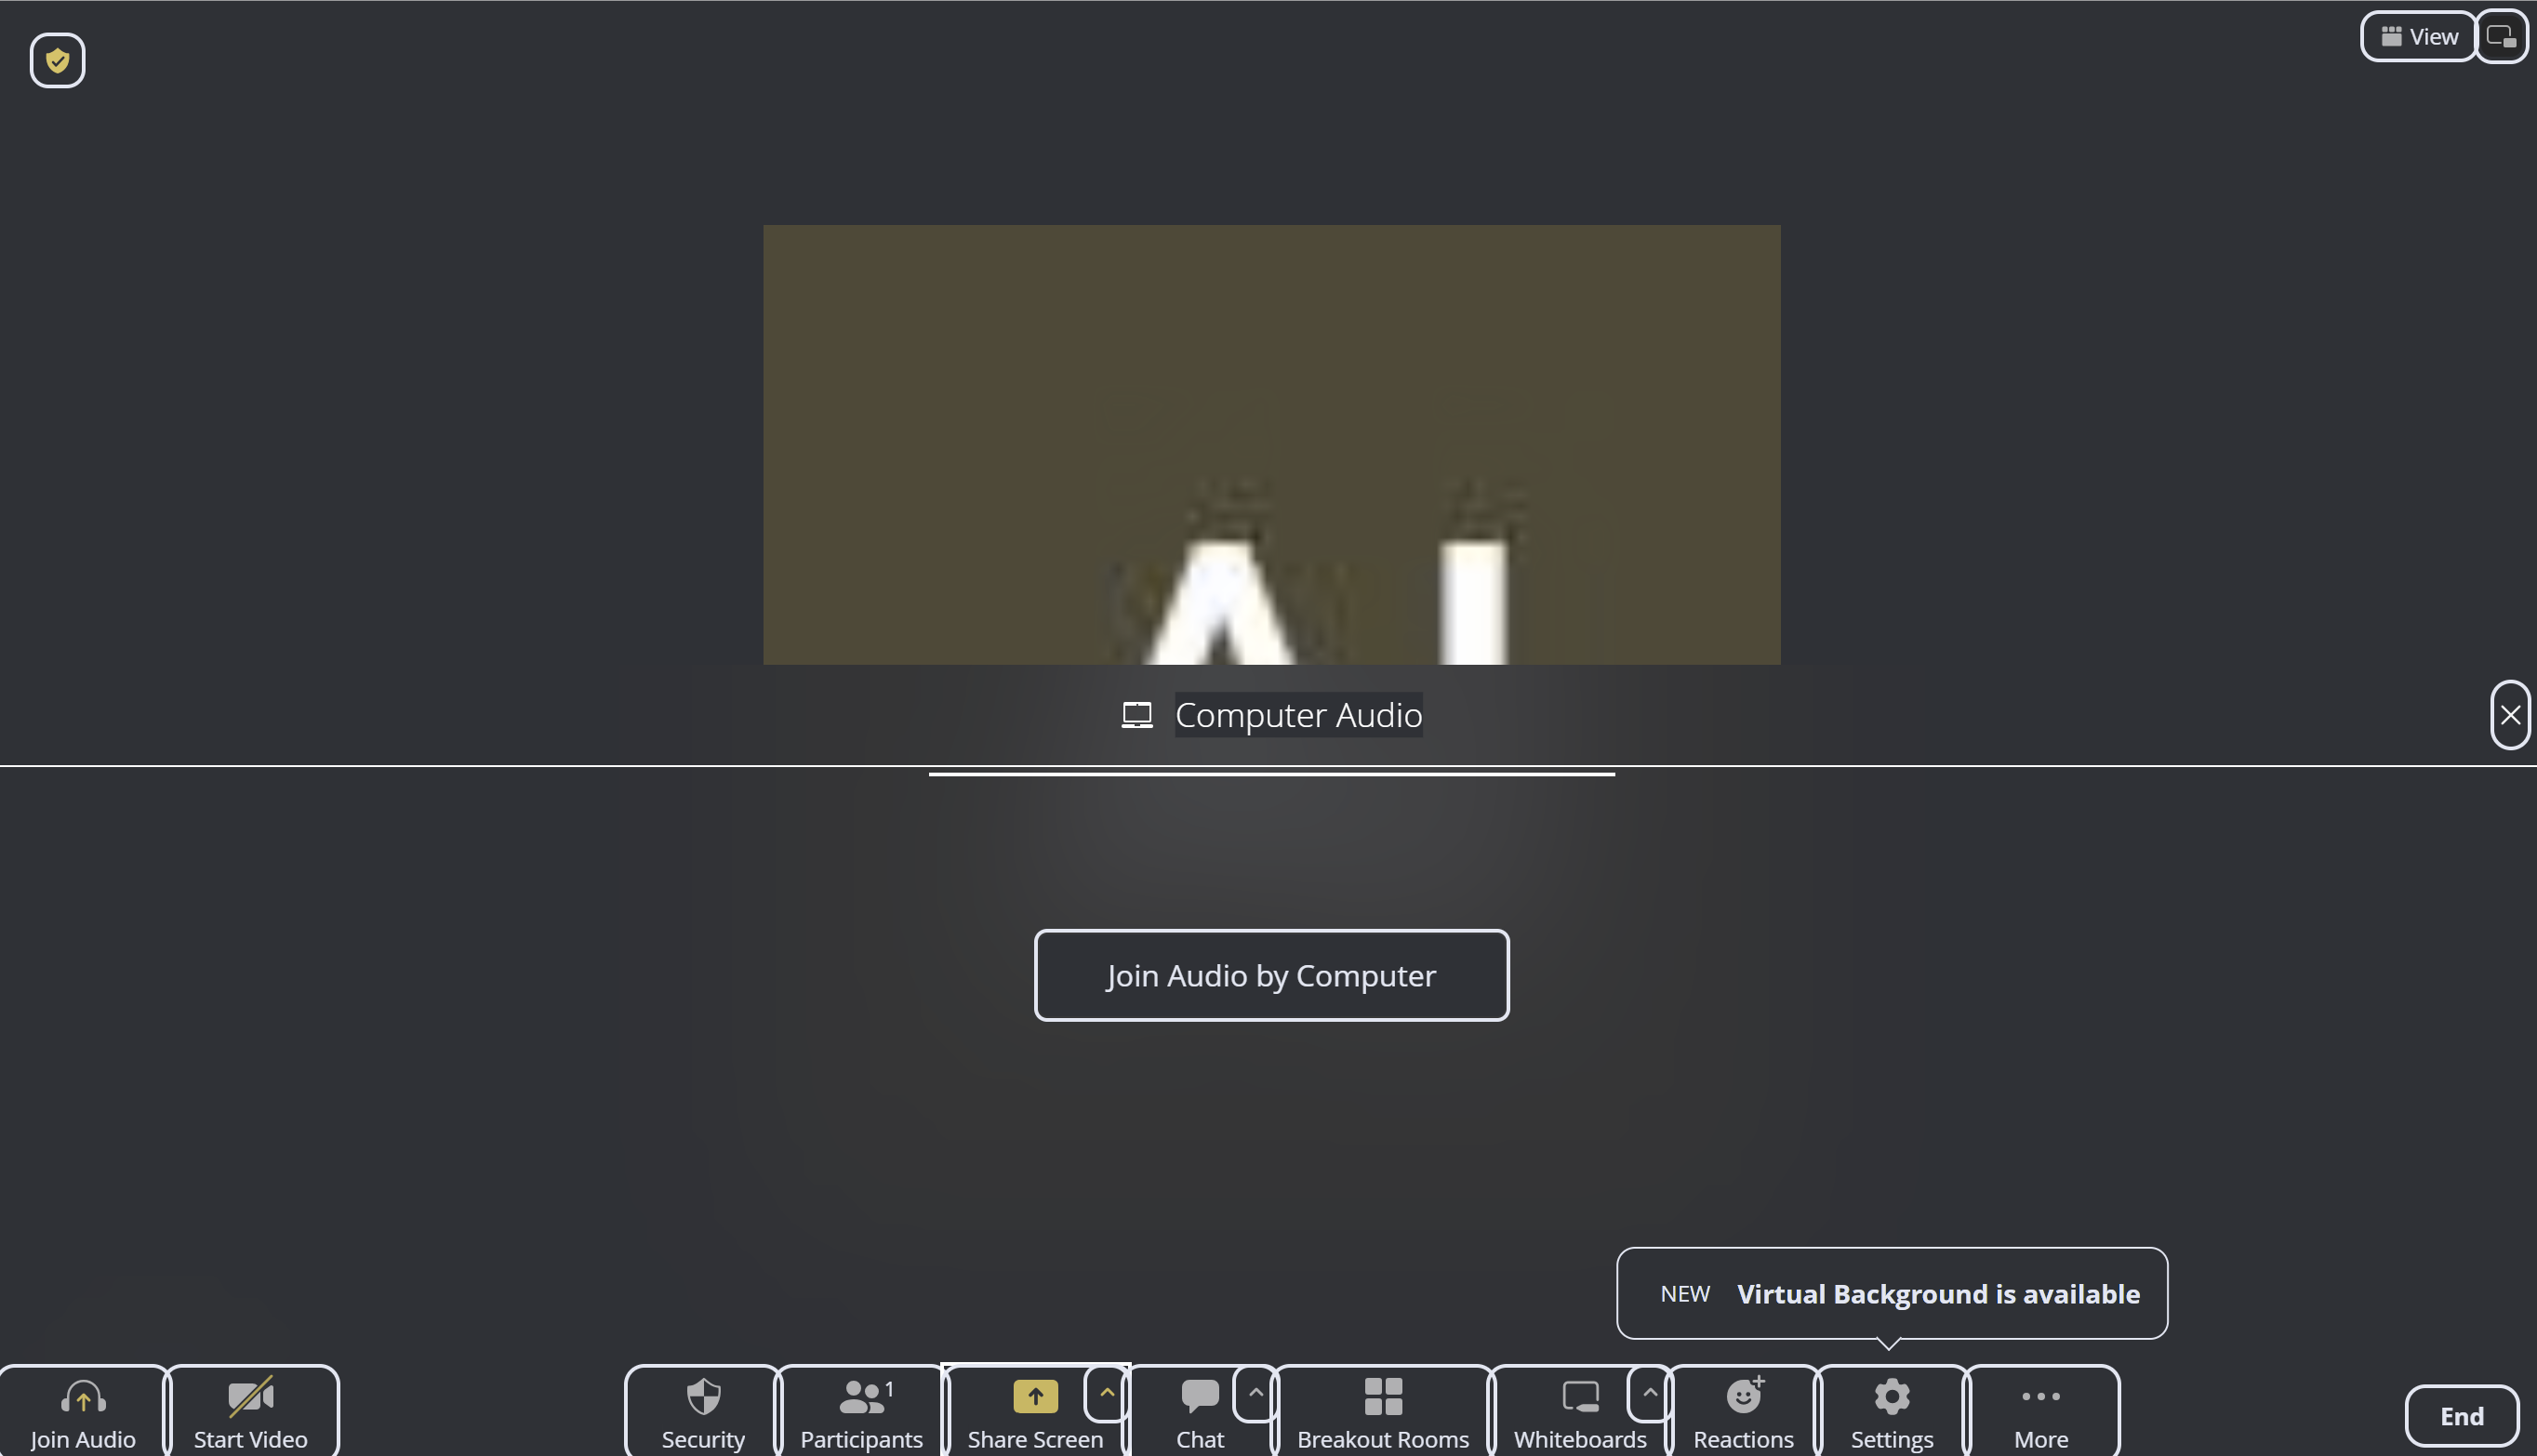 View
Computer Audio
Join Audio by Computer
NEW Virtual Background is available
1
Join Audio Start Video Security Participants Share Screen Chat Breakout Rooms Whiteboards Reactions Settings More End